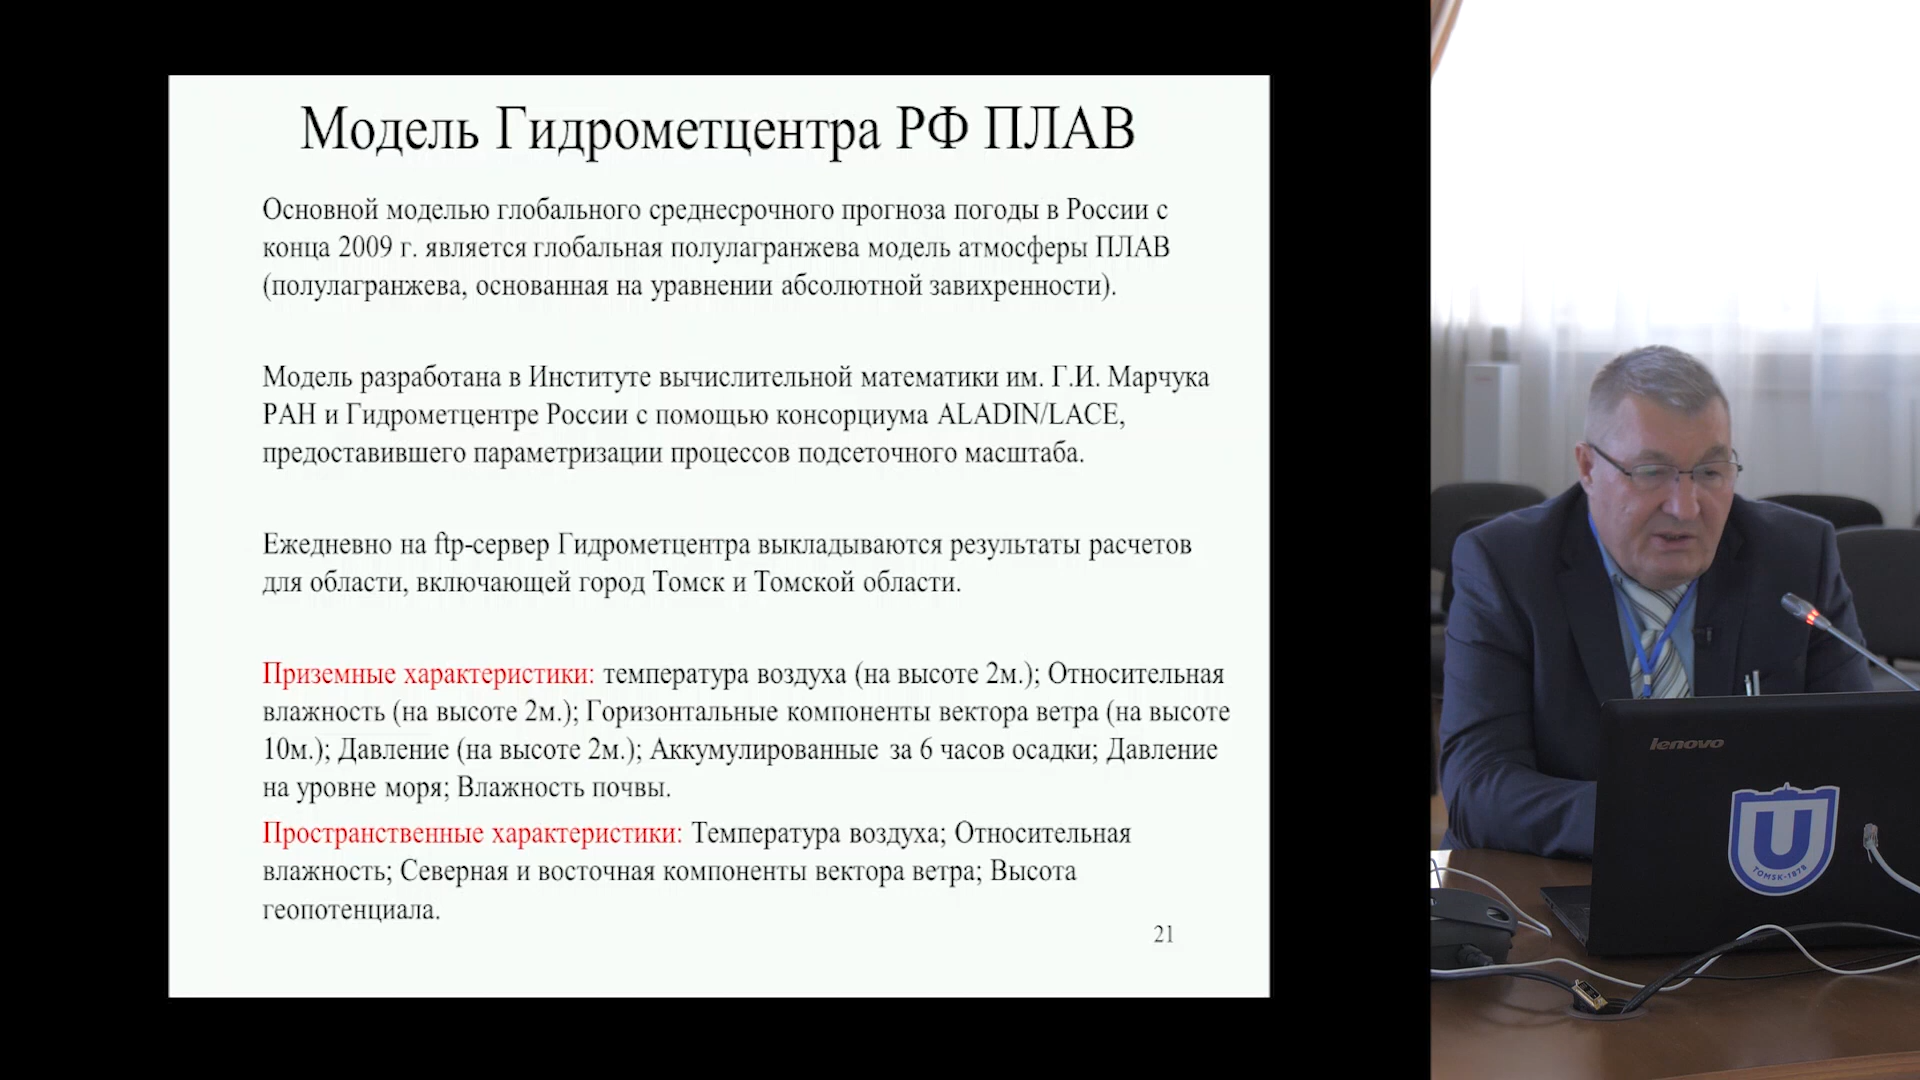 Модель Гидрометцентра РФ ПЛАВ
Основной моделью глобального среднесрочного прогноза погоды в России с
конца 2009 г. является глобальная полулагранжева модель атмосферы ПЛАВ
(полулагранжева, основанная на уравнении абсолютной завихренности).
Модель разработана в Институте вычислительной математики им. Г.И. Марчука
РАН и Гидрометцентре России с помощью консорциума ALADIN/LACE,
предоставившего параметризации процессов подсеточного масштаба.
Ежедневно на ftp-сервер Гидрометцентра выкладываются результаты расчетов
для области, включающей город Томск и Томской области.
Приземные характеристики: температура воздуха (на высоте 2м.); Относительная
влажность (на высоте 2м.); Горизонтальные компоненты вектора ветра (на высоте
10м.); Давление (на высоте 2м.); Аккумулированные за 6 часов осадки; Давление
на уровне моря; Влажность почвы.
Пространственные характеристики: Температура воздуха; Относительная
влажность; Северная и восточная компоненты вектора ветра; Высота
геопотенциала.
21
lenovo
U
TOMSK-1878